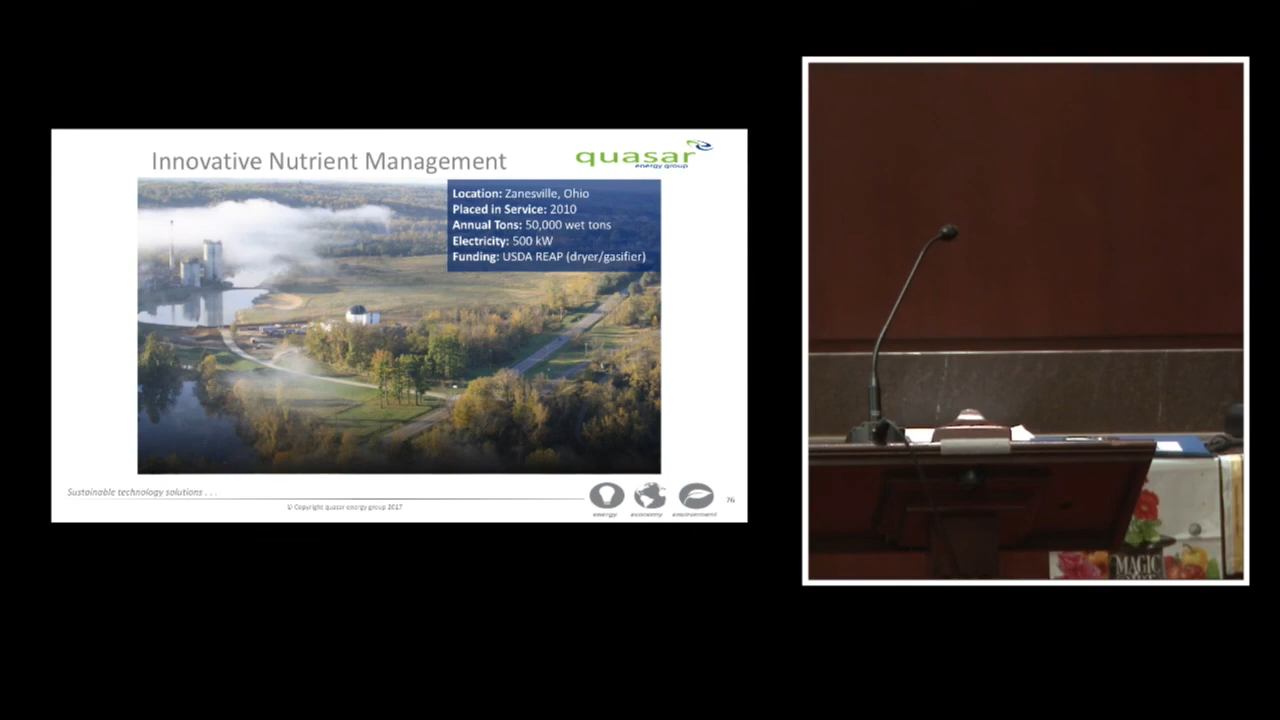 Innovative Nutrient Management
quasar
energy group
Location: Zanesville, Ohio
Placed in Service: 2010
Annual Tons: 50,000 wet tons
Electricity: 500 kW
Funding: USDA REAP (dryer/gasifier)
Sustainable technology solutions . . .
© Copyright quasar energy group 2017
energy
economy
environment
76
MAGIC